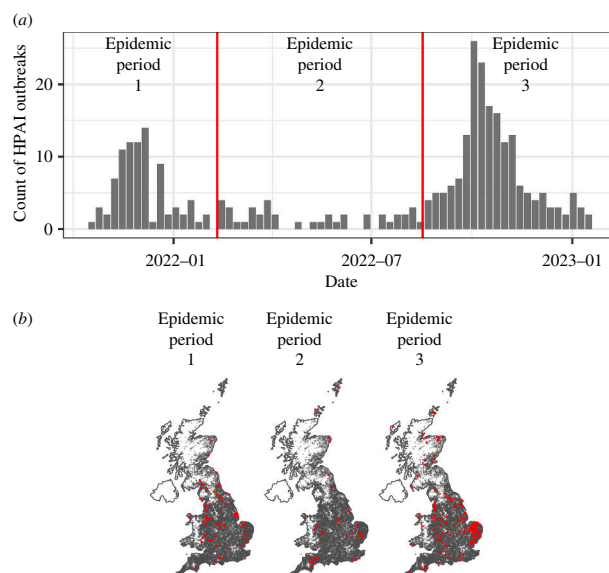 (a)
Epidemic period 1
Epidemic period 2
Epidemic period 3
Count of HPAI outbreaks
20
10
0
2022–01
2022–07
2023–01
Date
(b)
Epidemic period 1
Epidemic period 2
Epidemic period 3